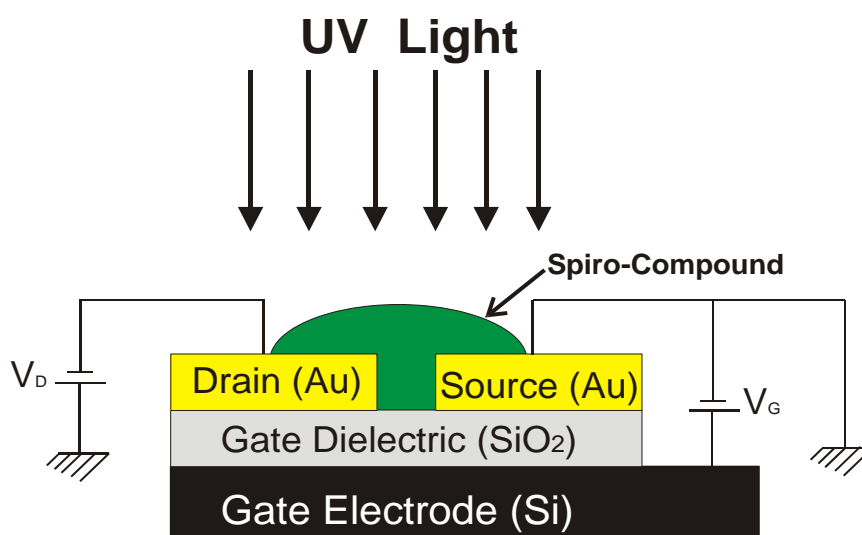 UV Light
Spiro-Compound
VD
Drain (Au)
Source (Au)
VG
Gate Dielectric (SiO2)
Gate Electrode (Si)